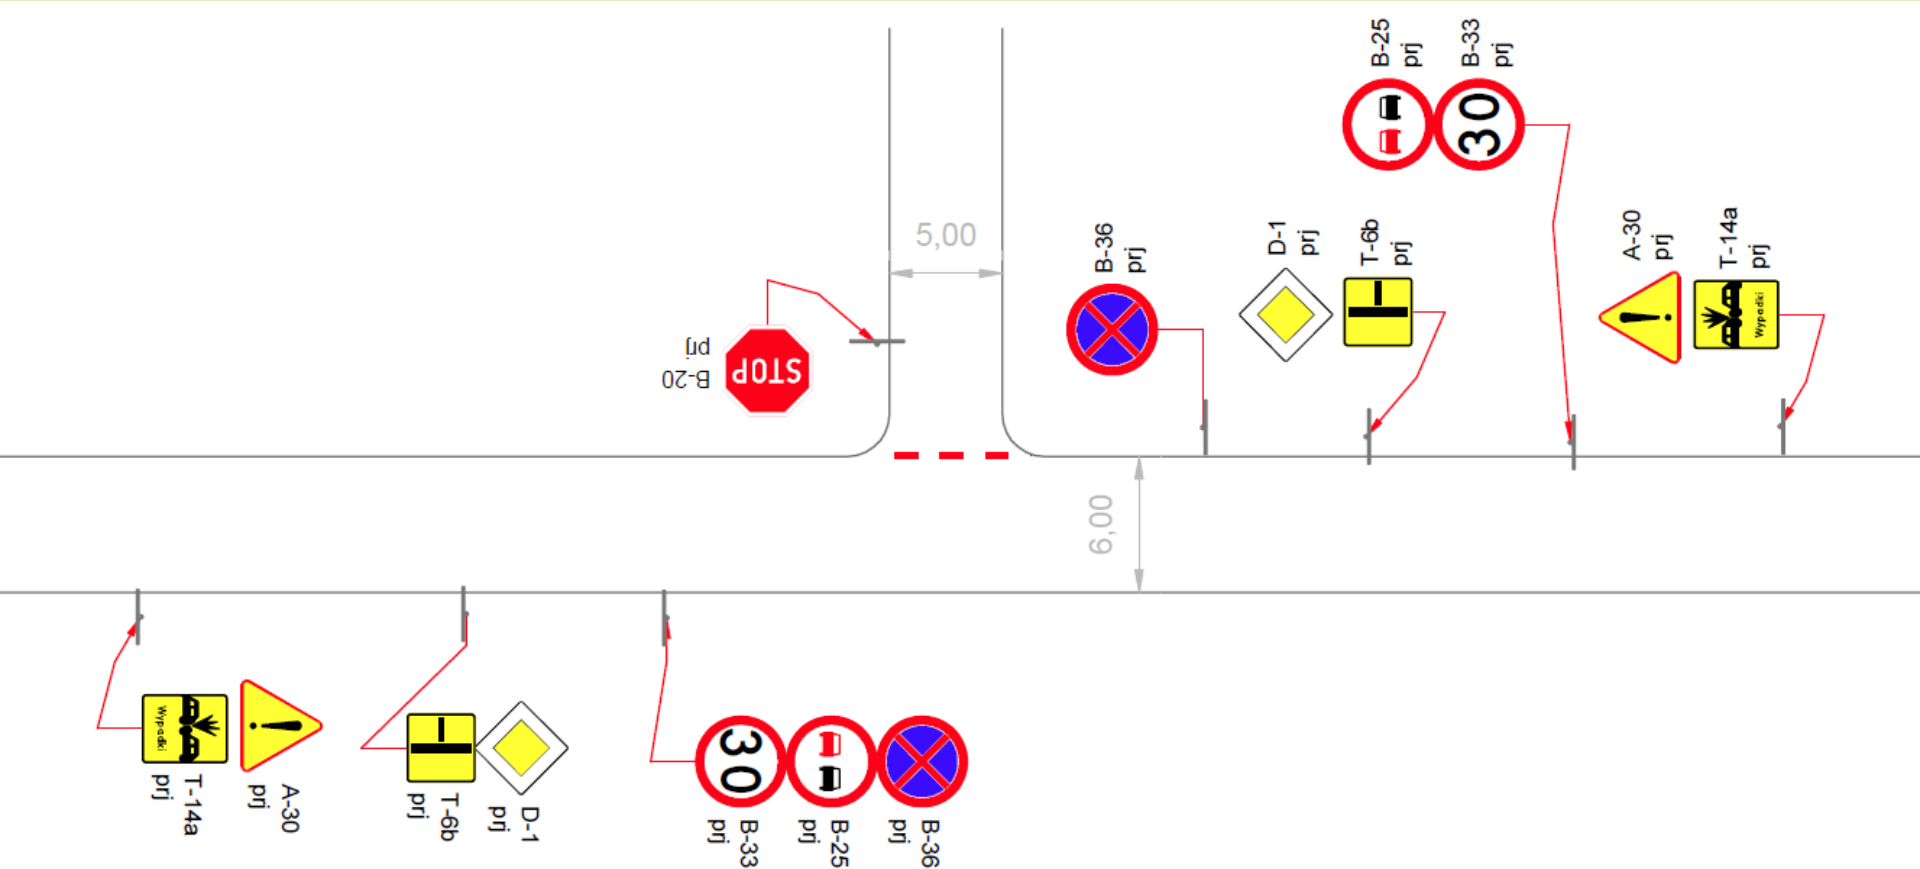 B-25
prj
B-33
prj
30
5,00
B-36
prj
D-1
prj
T-6b
prj
A-30
prj
T-14a
prj
Wypadki
STOP
B-20
prj
6,00
Wypadki
T-14a
prj
A-30
prj
T-6b
prj
D-1
prj
30
B-33
prj
B-25
prj
B-36
prj